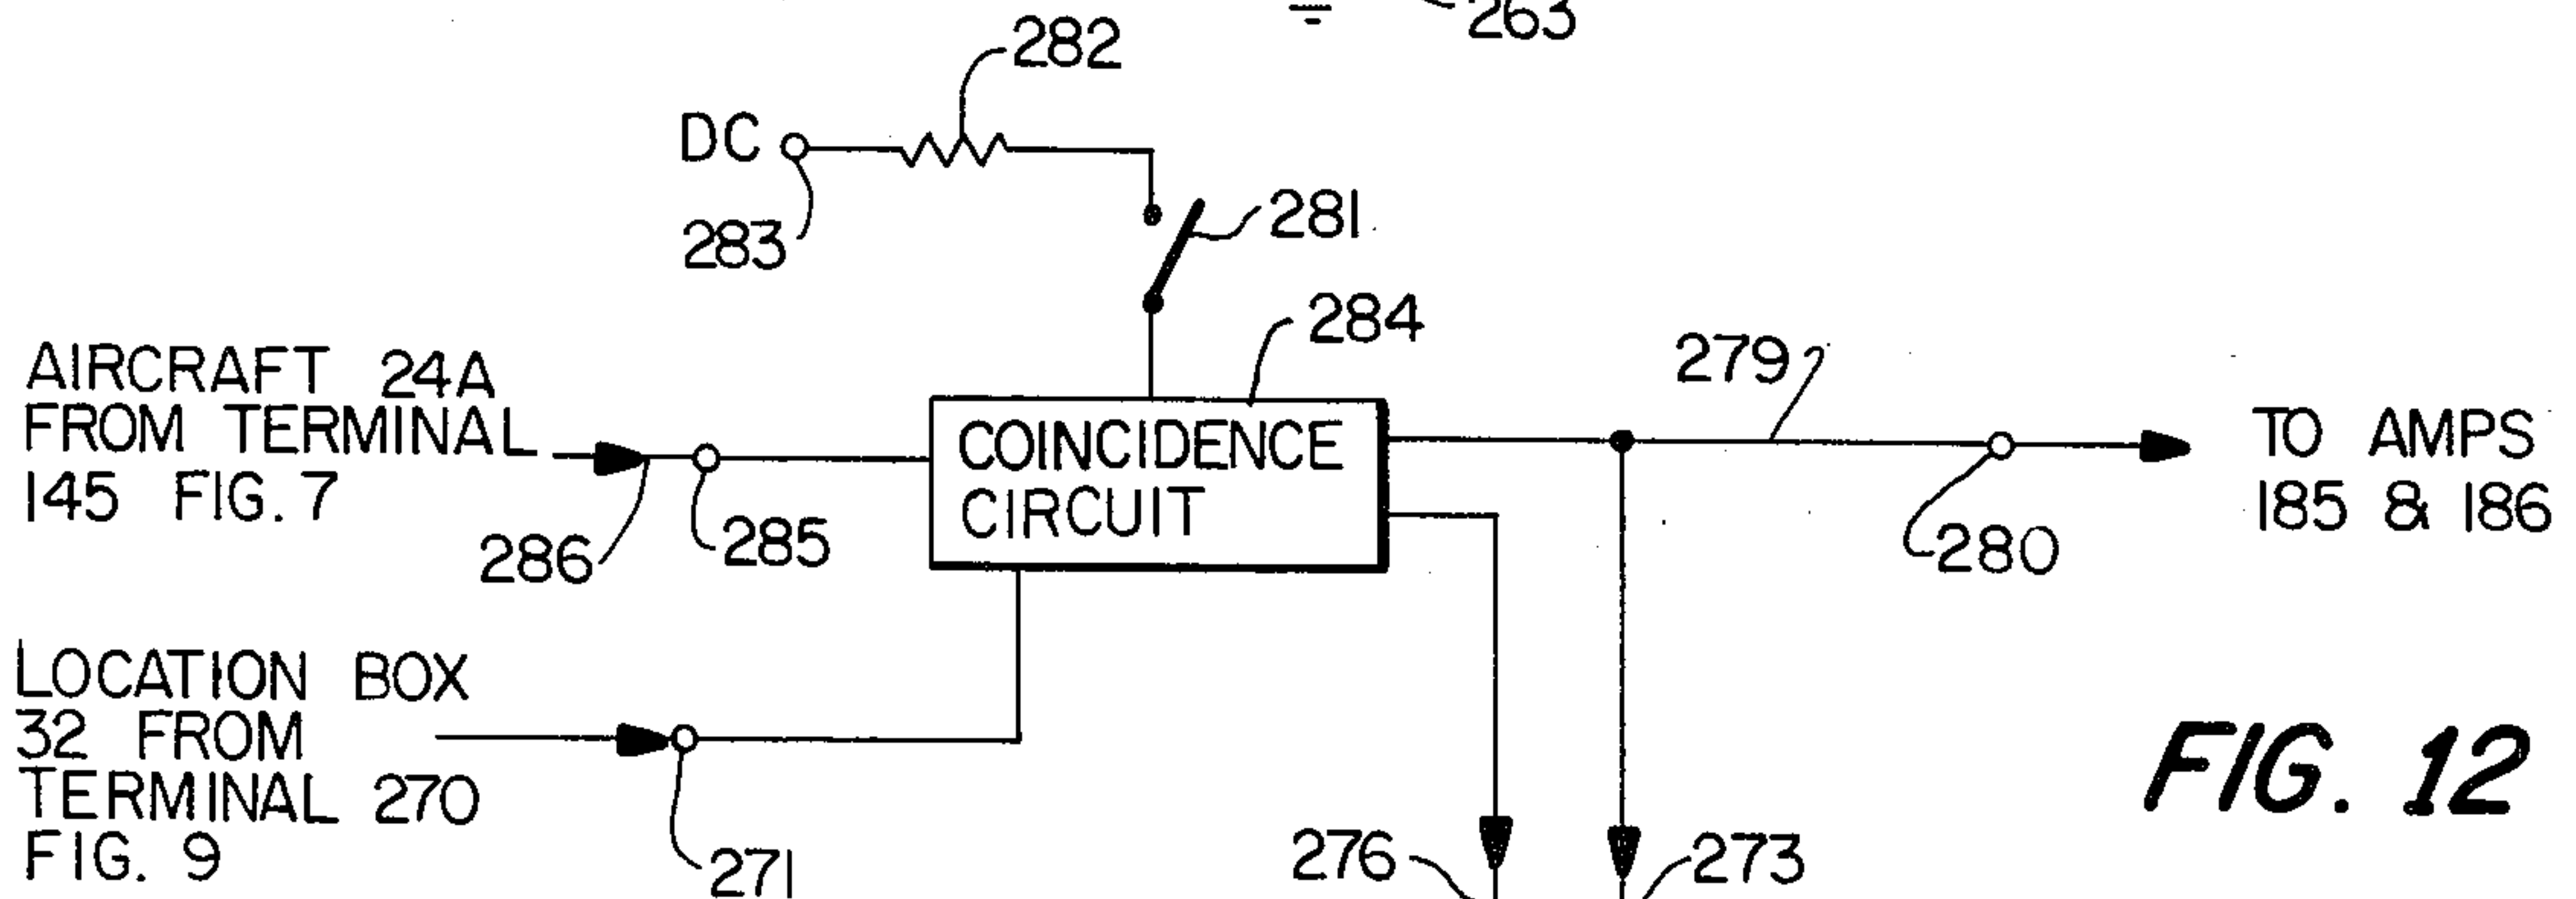 263
282
DC
283
281
284
AIRCRAFT 24A
FROM TERMINAL
145 FIG. 7
286
285
COINCIDENCE
CIRCUIT
279
280
TO AMPS
185 & 186
LOCATION BOX
32 FROM
TERMINAL 270
FIG. 9
271
276
273
FIG. 12